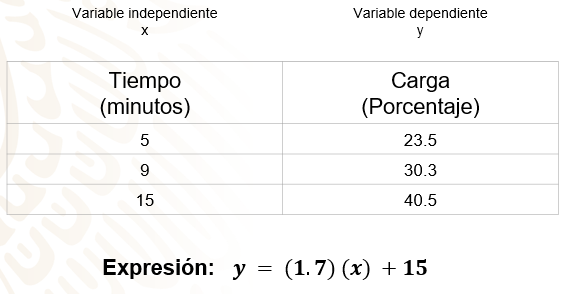 Variable independiente
x
Variable dependiente
y
Tiempo
(minutos)
Carga
(Porcentaje)
5 23.5
9 30.3
15 40.5
Expresión: y = (1.7) (x) + 15